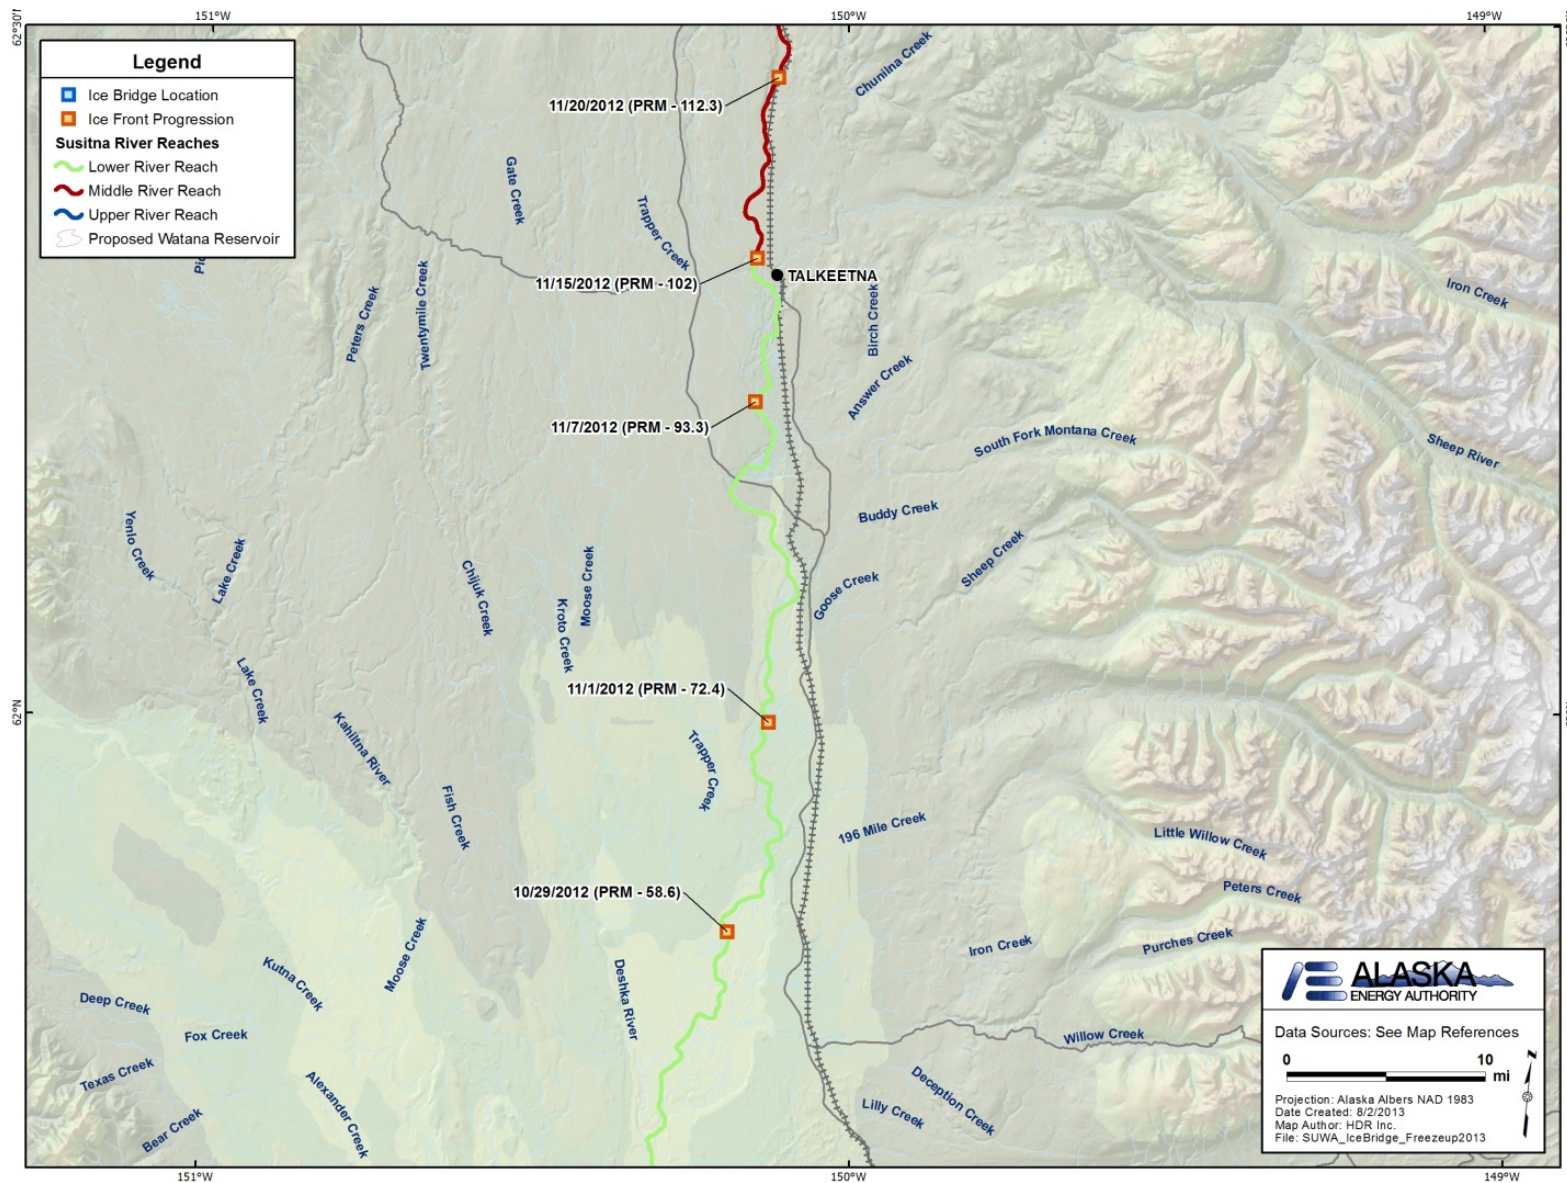 151°W
150°W
149°W
62°30'
Legend
Ice Bridge Location
Ice Front Progression
Susitna River Reaches
Lower River Reach
Middle River Reach
Upper River Reach
Proposed Watana Reservoir
Chunilna Creek
11/20/2012 (PRM - 112.3)
Gate Creek
Trapper Creek
11/15/2012 (PRM - 102)
TALKEETNA
Peters Creek
Twentymile Creek
Birch Creek
Iron Creek
Answer Creek
11/7/2012 (PRM - 93.3)
South Fork Montana Creek
Sheep River
Yenlo Creek
Lake Creek
Chijuk Creek
Moose Creek
Kroto Creek
Buddy Creek
Goose Creek
Sheep Creek
Lake Creek
11/1/2012 (PRM - 72.4)
62°N
Kahiltna River
Trapper Creek
Fish Creek
196 Mile Creek
Little Willow Creek
10/29/2012 (PRM - 58.6)
Peters Creek
Moose Creek
Iron Creek
Purches Creek
Kutna Creek
Deshka River
Deep Creek
Fox Creek
Willow Creek
Texas Creek
Alexander Creek
Bear Creek
Deception Creek
Lilly Creek
ALASKA
ENERGY AUTHORITY
Data Sources: See Map References
0 10
mi
N
Projection: Alaska Albers NAD 1983
Date Created: 8/2/2013
Map Author: HDR Inc.
File: SUWA_IceBridge_Freezeup2013
151°W
150°W
149°W